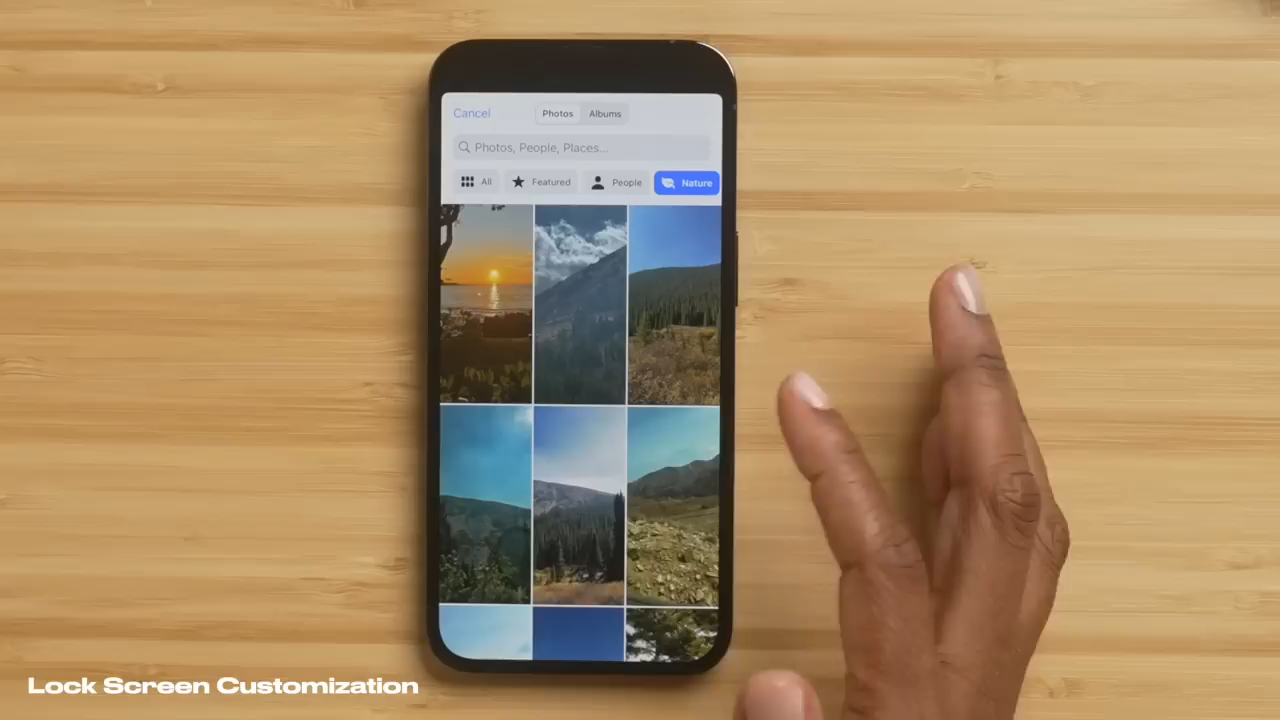 Cancel
Photos
Albums
Photos, People, Places...
All
Featured
People
Nature
Lock Screen Customization